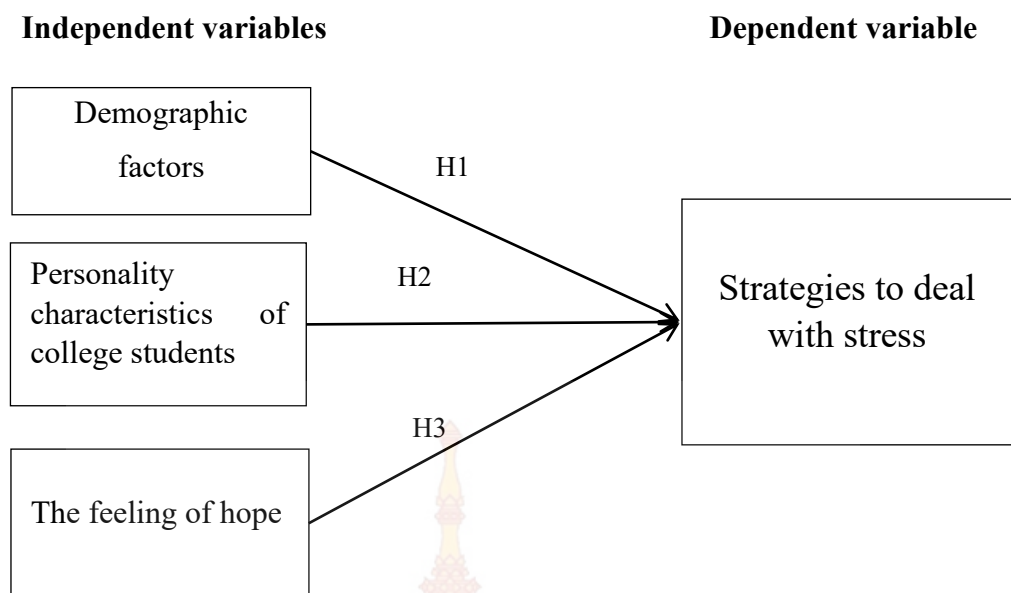 Independent variables
Dependent variable
Demographic
factors
H1
Personality
characteristics of
college students
H2
Strategies to deal
with stress
H3
The feeling of hope